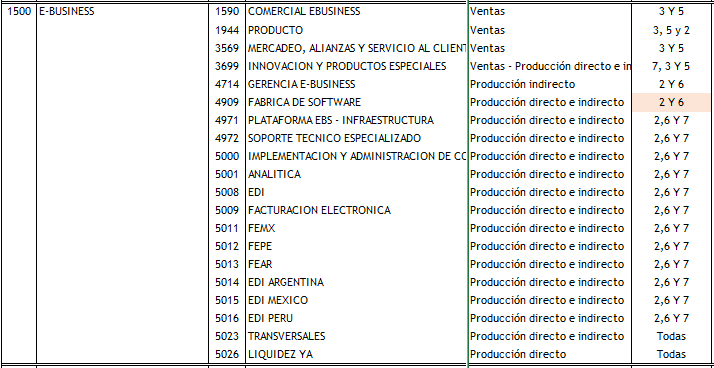 1500 E-BUSINESS 1590 COMERCIAL EBUSINESS Ventas 3 Y 5
1944 PRODUCTO Ventas 3, 5 y 2
3569 MERCADEO, ALIANZAS Y SERVICIO AL CLIENT Ventas 3 Y 5
3699 INNOVACION Y PRODUCTOS ESPECIALES Ventas - Producción directo e in 7, 3 Y 5
4714 GERENCIA E-BUSINESS Producción indirecto 2 Y 6
4909 FABRICA DE SOFTWARE Producción directo e indirecto 2 Y 6
4971 PLATAFORMA EBS - INFRAESTRUCTURA Producción directo e indirecto 2,6 Y 7
4972 SOPORTE TECNICO ESPECIALIZADO Producción directo e indirecto 2,6 Y 7
5000 IMPLEMENTACION Y ADMINISTRACION DE CC Producción directo e indirecto 2,6 Y 7
5001 ANALITICA Producción directo e indirecto 2,6 Y 7
5008 EDI Producción directo e indirecto 2,6 Y 7
5009 FACTURACION ELECTRONICA Producción directo e indirecto 2,6 Y 7
5011 FEMX Producción directo e indirecto 2,6 Y 7
5012 FEPE Producción directo e indirecto 2,6 Y 7
5013 FEAR Producción directo e indirecto 2,6 Y 7
5014 EDI ARGENTINA Producción directo e indirecto 2,6 Y 7
5015 EDI MEXICO Producción directo e indirecto 2,6 Y 7
5016 EDI PERU Producción directo e indirecto 2,6 Y 7
5023 TRANSVERSALES Producción directo e indirecto Todas
5026 LIQUIDEZ YA Producción directo Todas